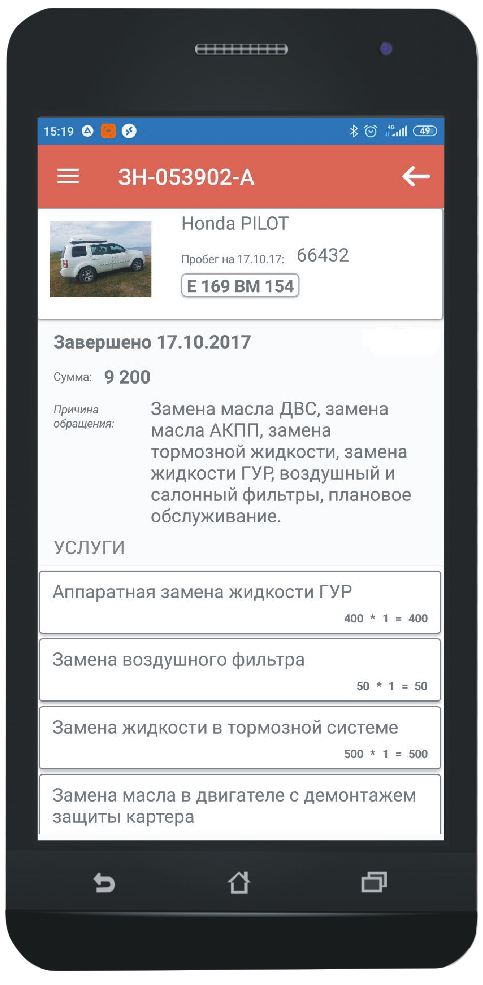 15:19
4G
49
ЗН-053902-А
Honda PILOT
Пробег на 17.10.17: 66432
Е 169 ВМ 154
Завершено 17.10.2017
Сумма: 9 200
Причина
обращения:
Замена масла ДВС, замена
масла АКПП, замена
тормозной жидкости, замена
жидкости ГУР, воздушный и
салонный фильтры, плановое
обслуживание.
УСЛУГИ
Аппаратная замена жидкости ГУР
400 * 1 = 400
Замена воздушного фильтра
50 * 1 = 50
Замена жидкости в тормозной системе
500 * 1 = 500
Замена масла в двигателе с демонтажем
защиты картера